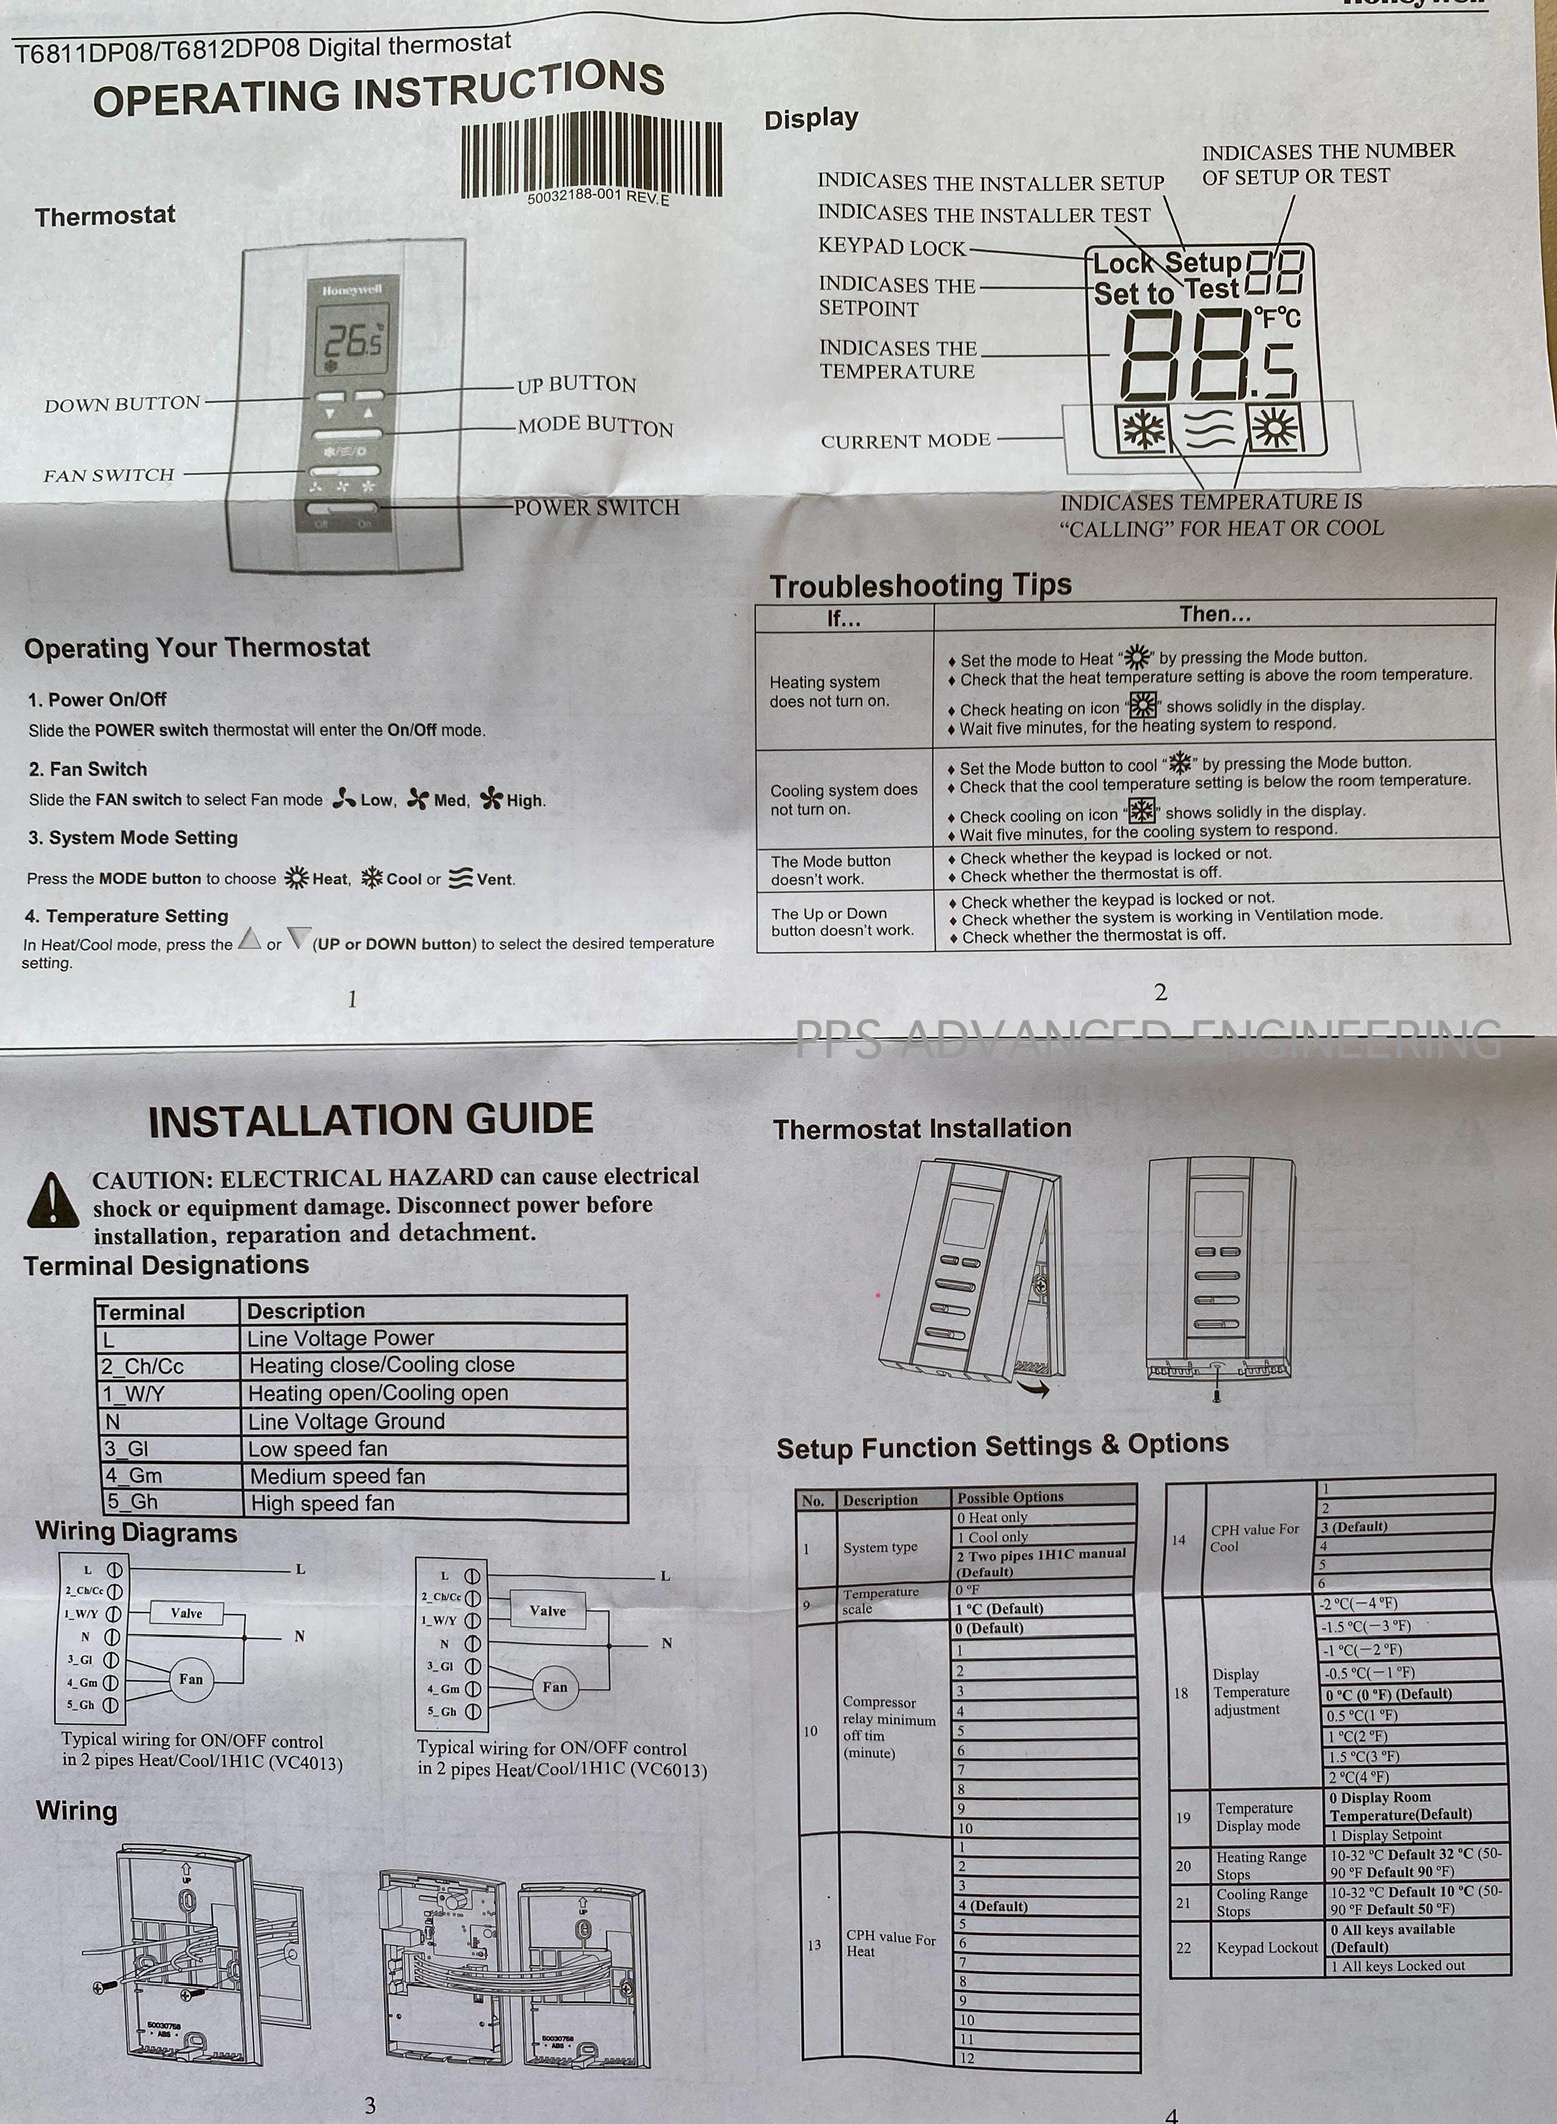 Honeywell
T6811DP08/T6812DP08 Digital thermostat
OPERATING INSTRUCTIONS
50032188-001 REV.E
Thermostat
Honeywell
26.5
°C
DOWN BUTTON
UP BUTTON
MODE BUTTON
FAN SWITCH
POWER SWITCH
Off
On
Operating Your Thermostat
1. Power On/Off
Slide the POWER switch thermostat will enter the On/Off mode.
2. Fan Switch
Slide the FAN switch to select Fan mode Low, Med, High.
3. System Mode Setting
Press the MODE button to choose Heat, Cool or Vent.
4. Temperature Setting
In Heat/Cool mode, press the or (UP or DOWN button) to select the desired temperature
setting.
1
Display
INDICASES THE NUMBER
OF SETUP OR TEST
INDICASES THE INSTALLER SETUP
INDICASES THE INSTALLER TEST
KEYPAD LOCK
INDICASES THE
SETPOINT
INDICASES THE
TEMPERATURE
CURRENT MODE
Lock Setup 88
Set to Test
°F°C
88.5
INDICASES TEMPERATURE IS
“CALLING” FOR HEAT OR COOL
Troubleshooting Tips
If... Then...
Heating system
does not turn on.
♦ Set the mode to Heat “ ” by pressing the Mode button.
♦ Check that the heat temperature setting is above the room temperature.
♦ Check heating on icon “ ” shows solidly in the display.
♦ Wait five minutes, for the heating system to respond.
Cooling system does
not turn on.
♦ Set the Mode button to cool “ ” by pressing the Mode button.
♦ Check that the cool temperature setting is below the room temperature.
♦ Check cooling on icon “ ” shows solidly in the display.
♦ Wait five minutes, for the cooling system to respond.
The Mode button
doesn't work.
♦ Check whether the keypad is locked or not.
♦ Check whether the thermostat is off.
The Up or Down
button doesn't work.
♦ Check whether the keypad is locked or not.
♦ Check whether the system is working in Ventilation mode.
♦ Check whether the thermostat is off.
2
PPS ADVANCED ENGINEERING
INSTALLATION GUIDE
CAUTION: ELECTRICAL HAZARD can cause electrical
shock or equipment damage. Disconnect power before
installation, reparation and detachment.
Terminal Designations
Terminal Description
L Line Voltage Power
2_Ch/Cc Heating close/Cooling close
1_W/Y Heating open/Cooling open
N Line Voltage Ground
3_Gl Low speed fan
4_Gm Medium speed fan
5_Gh High speed fan
Wiring Diagrams
L
2_Ch/Cc
1_W/Y
N
3_Gl
4_Gm
5_Gh
Valve
Fan
L
N
Typical wiring for ON/OFF control
in 2 pipes Heat/Cool/1H1C (VC4013)
L
2_Ch/Cc
1_W/Y
N
3_Gl
4_Gm
5_Gh
Valve
Fan
L
N
Typical wiring for ON/OFF control
in 2 pipes Heat/Cool/1H1C (VC6013)
Wiring
UP
50030758
ABS
UP
50030758
ABS
3
Thermostat Installation
Setup Function Settings & Options
No. Description Possible Options
1 System type
0 Heat only
1 Cool only
2 Two pipes 1H1C manual
(Default)
9 Temperature
scale
0 °F
1 °C (Default)
10 Compressor
relay minimum
off tim
(minute)
0 (Default)
1
2
3
4
5
6
7
8
9
10
13 CPH value For
Heat
1
2
3
4 (Default)
5
6
7
8
9
10
11
12
14 CPH value For
Cool
1
2
3 (Default)
4
5
6
18 Display
Temperature
adjustment
-2 °C(−4 °F)
-1.5 °C(−3 °F)
-1 °C(−2 °F)
-0.5 °C(−1 °F)
0 °C (0 °F) (Default)
0.5 °C(1 °F)
1 °C(2 °F)
1.5 °C(3 °F)
2 °C(4 °F)
19 Temperature
Display mode
0 Display Room
Temperature(Default)
1 Display Setpoint
20 Heating Range
Stops
10-32 °C Default 32 °C (50-
90 °F Default 90 °F)
21 Cooling Range
Stops
10-32 °C Default 10 °C (50-
90 °F Default 50 °F)
22 Keypad Lockout
0 All keys available
(Default)
1 All keys Locked out
4